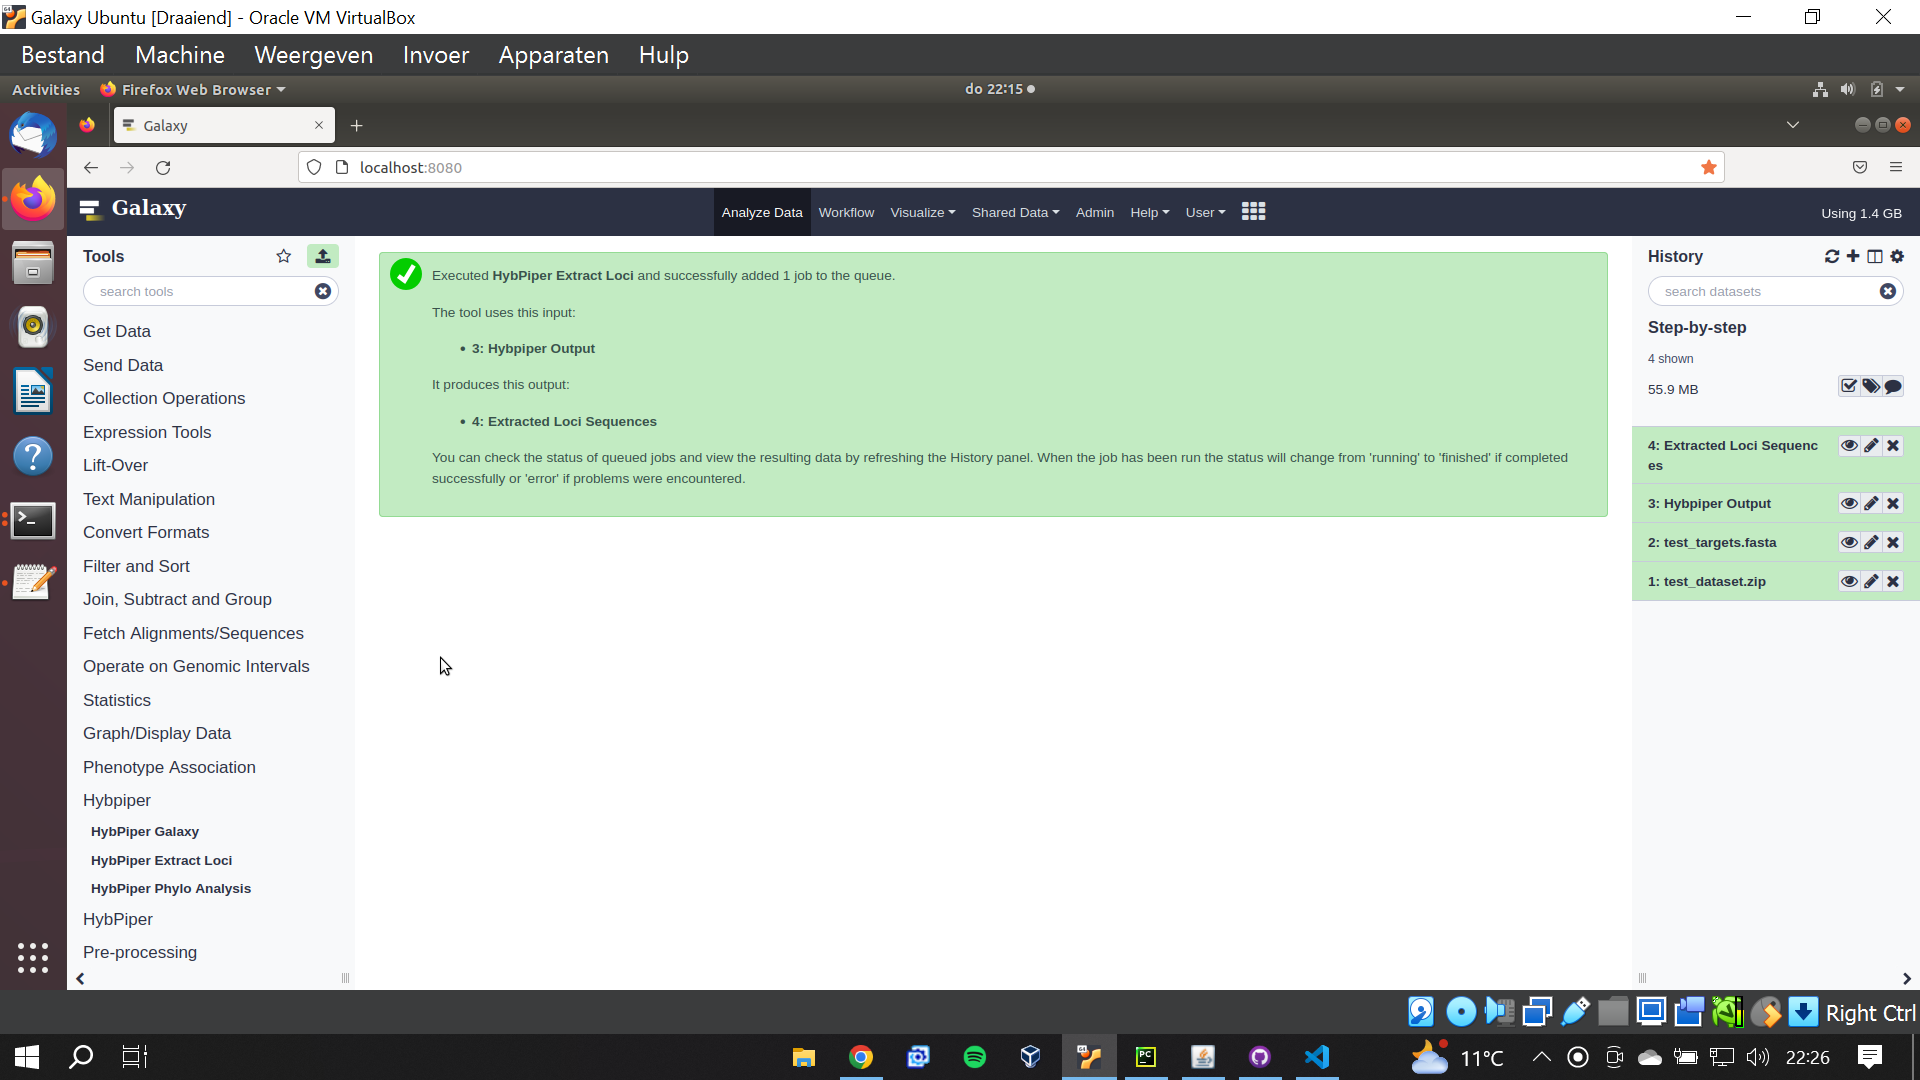 Galaxy Ubuntu [Draaiend] - Oracle VM VirtualBox
Bestand Machine Weergeven Invoer Apparaten Hulp
Activities Firefox Web Browser do 22:15
Galaxy
localhost:8080
Galaxy Analyze Data Workflow Visualize Shared Data Admin Help User Using 1.4 GB
Tools
search tools
Get Data
Send Data
Collection Operations
Expression Tools
Lift-Over
Text Manipulation
Convert Formats
Filter and Sort
Join, Subtract and Group
Fetch Alignments/Sequences
Operate on Genomic Intervals
Statistics
Graph/Display Data
Phenotype Association
Hybpiper
HybPiper Galaxy
HybPiper Extract Loci
HybPiper Phylo Analysis
HybPiper
Pre-processing
Executed HybPiper Extract Loci and successfully added 1 job to the queue.
The tool uses this input:
• 3: Hybpiper Output
It produces this output:
• 4: Extracted Loci Sequences
You can check the status of queued jobs and view the resulting data by refreshing the History panel. When the job has been run the status will change from 'running' to 'finished' if completed
successfully or 'error' if problems were encountered.
History
search datasets
Step-by-step
4 shown
55.9 MB
4: Extracted Loci Sequenc
es
3: Hybpiper Output
2: test_targets.fasta
1: test_dataset.zip
Right Ctrl
PC
11°C
22:26